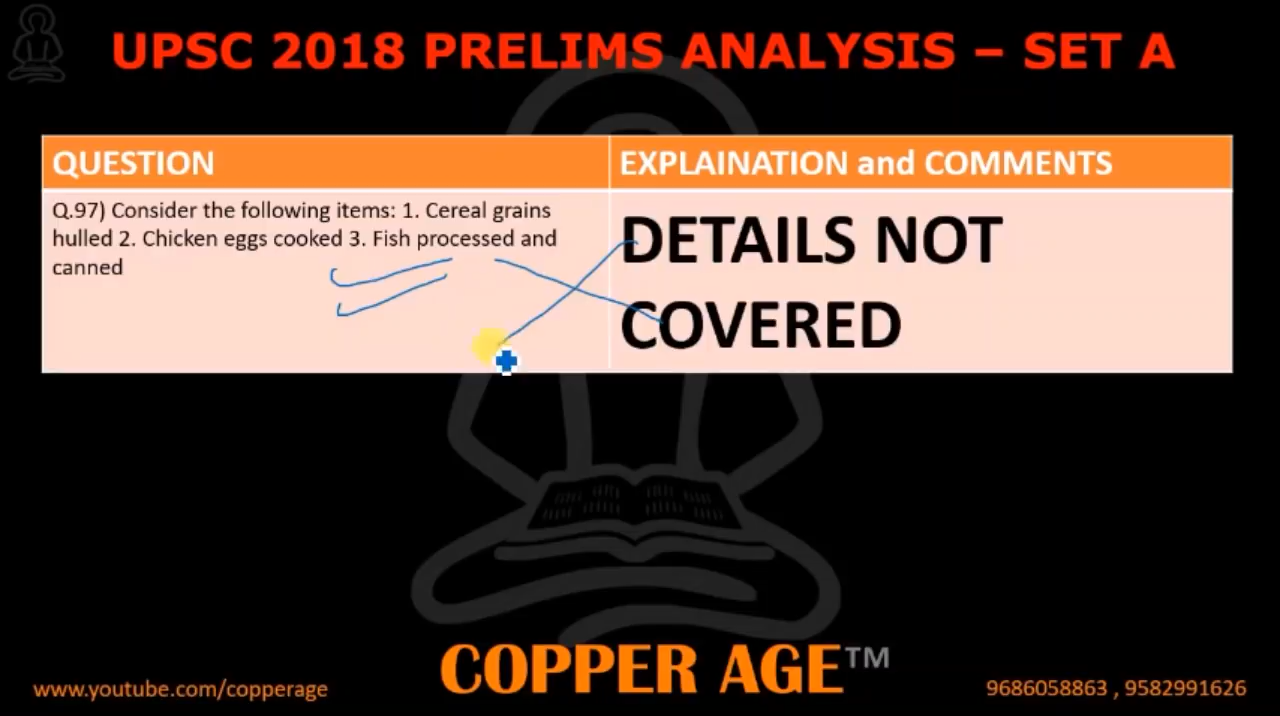 UPSC 2018 PRELIMS ANALYSIS – SET A
QUESTION
EXPLAINATION and COMMENTS
Q.97) Consider the following items: 1. Cereal grains
hulled 2. Chicken eggs cooked 3. Fish processed and
canned
DETAILS NOT
COVERED
COPPER AGE™
www.youtube.com/copperage
9686058863 , 9582991626